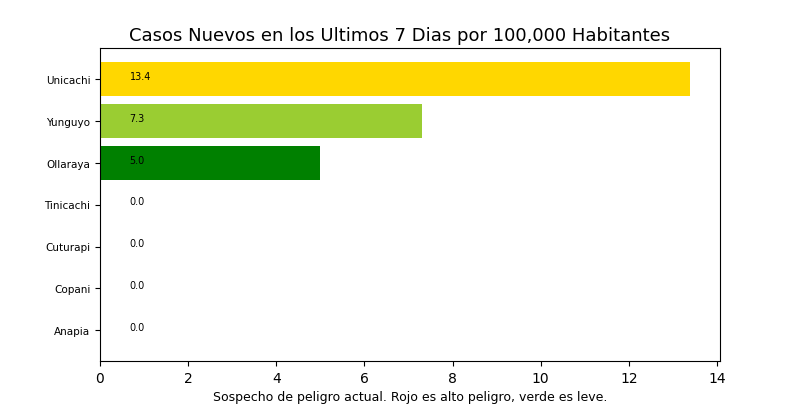 Casos Nuevos en los Ultimos 7 Dias por 100,000 Habitantes
Unicachi 13.4
Yunguyo 7.3
Ollaraya 5.0
Tinicachi 0.0
Cuturapi 0.0
Copani 0.0
Anapia 0.0
0 2 4 6 8 10 12 14
Sospecho de peligro actual. Rojo es alto peligro, verde es leve.